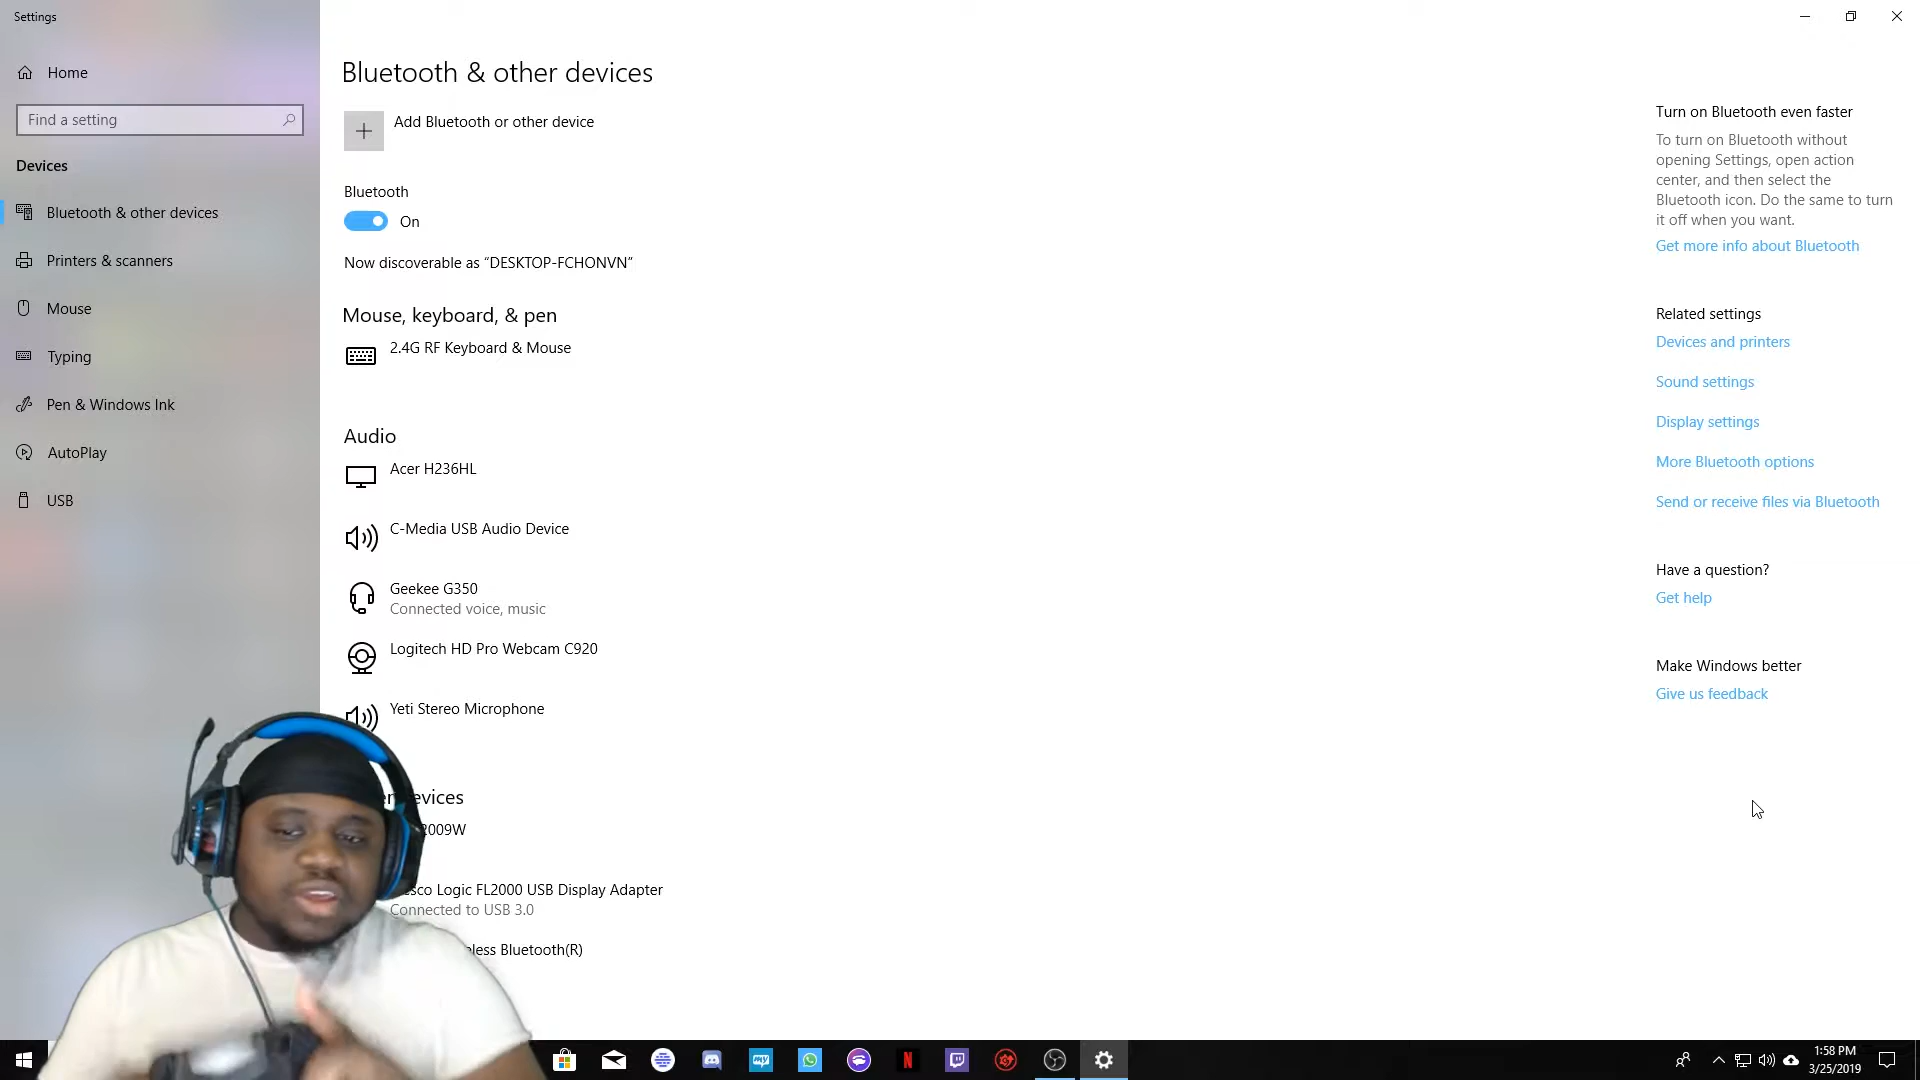 Settings
Home
Find a setting
Devices
Bluetooth & other devices
Printers & scanners
Mouse
Typing
Pen & Windows Ink
AutoPlay
USB
Bluetooth & other devices
Add Bluetooth or other device
Bluetooth
On
Now discoverable as “DESKTOP-FCHONVN”
Mouse, keyboard, & pen
2.4G RF Keyboard & Mouse
Audio
Acer H236HL
C-Media USB Audio Device
Geekee G350
Connected voice, music
Logitech HD Pro Webcam C920
Yeti Stereo Microphone
devices
2009W
Logic FL2000 USB Display Adapter
Connected to USB 3.0
Bluetooth(R)
Turn on Bluetooth even faster
To turn on Bluetooth without
opening Settings, open action
center, and then select the
Bluetooth icon. Do the same to turn
it off when you want.
Get more info about Bluetooth
Related settings
Devices and printers
Sound settings
Display settings
More Bluetooth options
Send or receive files via Bluetooth
Have a question?
Get help
Make Windows better
Give us feedback
my
N
1:58 PM
3/25/2019